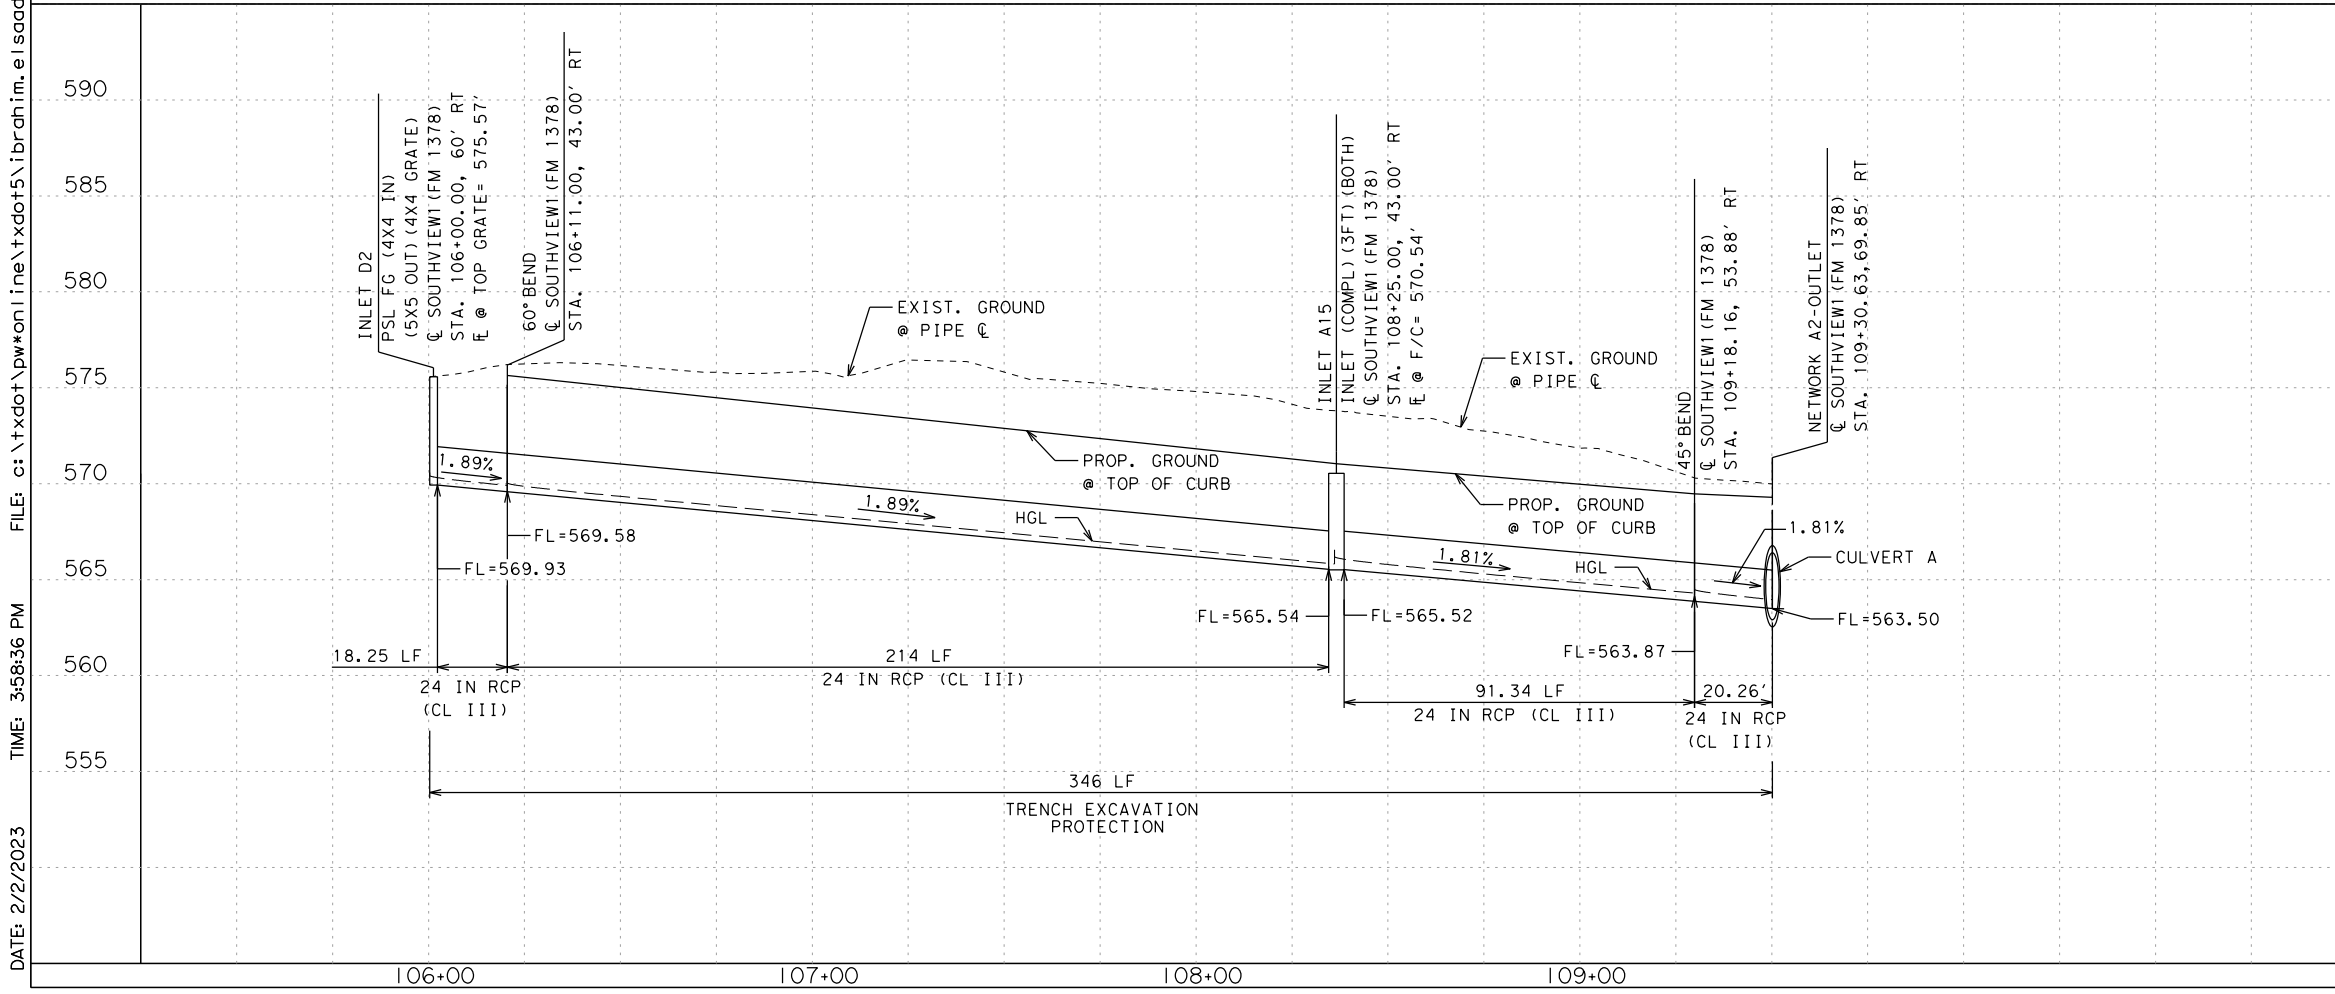 DATE: 2/2/2023
TIME: 3:58:36 PM
FILE: c:\txdot\pw*online\txdot5\ibrahim.elsaad
590
585
580
575
570
565
560
555
INLET D2
PSL FG (4X4 IN)
(5X5 OUT)(4X4 GRATE)
℄ SOUTHVIEW1(FM 1378)
STA. 106+00.00, 60' RT
FL @ TOP GRATE= 575.57'
60°BEND
℄ SOUTHVIEW1(FM 1378)
STA. 106+11.00, 43.00' RT
EXIST. GROUND
@ PIPE ℄
INLET A15
INLET (COMPL)(3FT)(BOTH)
℄ SOUTHVIEW1(FM 1378)
STA. 108+25.00, 43.00' RT
FL @ F/C= 570.54'
EXIST. GROUND
@ PIPE ℄
45°BEND
℄ SOUTHVIEW1(FM 1378)
STA. 109+18.16, 53.88' RT
NETWORK A2-OUTLET
℄ SOUTHVIEW1(FM 1378)
STA. 109+30.63,69.85' RT
1.89%
1.89%
HGL
PROP. GROUND
@ TOP OF CURB
PROP. GROUND
@ TOP OF CURB
1.81%
HGL
1.81%
CULVERT A
FL=569.58
FL=569.93
FL=565.54
FL=565.52
FL=563.87
FL=563.50
18.25 LF
24 IN RCP
(CL III)
214 LF
24 IN RCP (CL III)
91.34 LF
24 IN RCP (CL III)
20.26'
24 IN RCP
(CL III)
346 LF
TRENCH EXCAVATION
PROTECTION
106+00
107+00
108+00
109+00